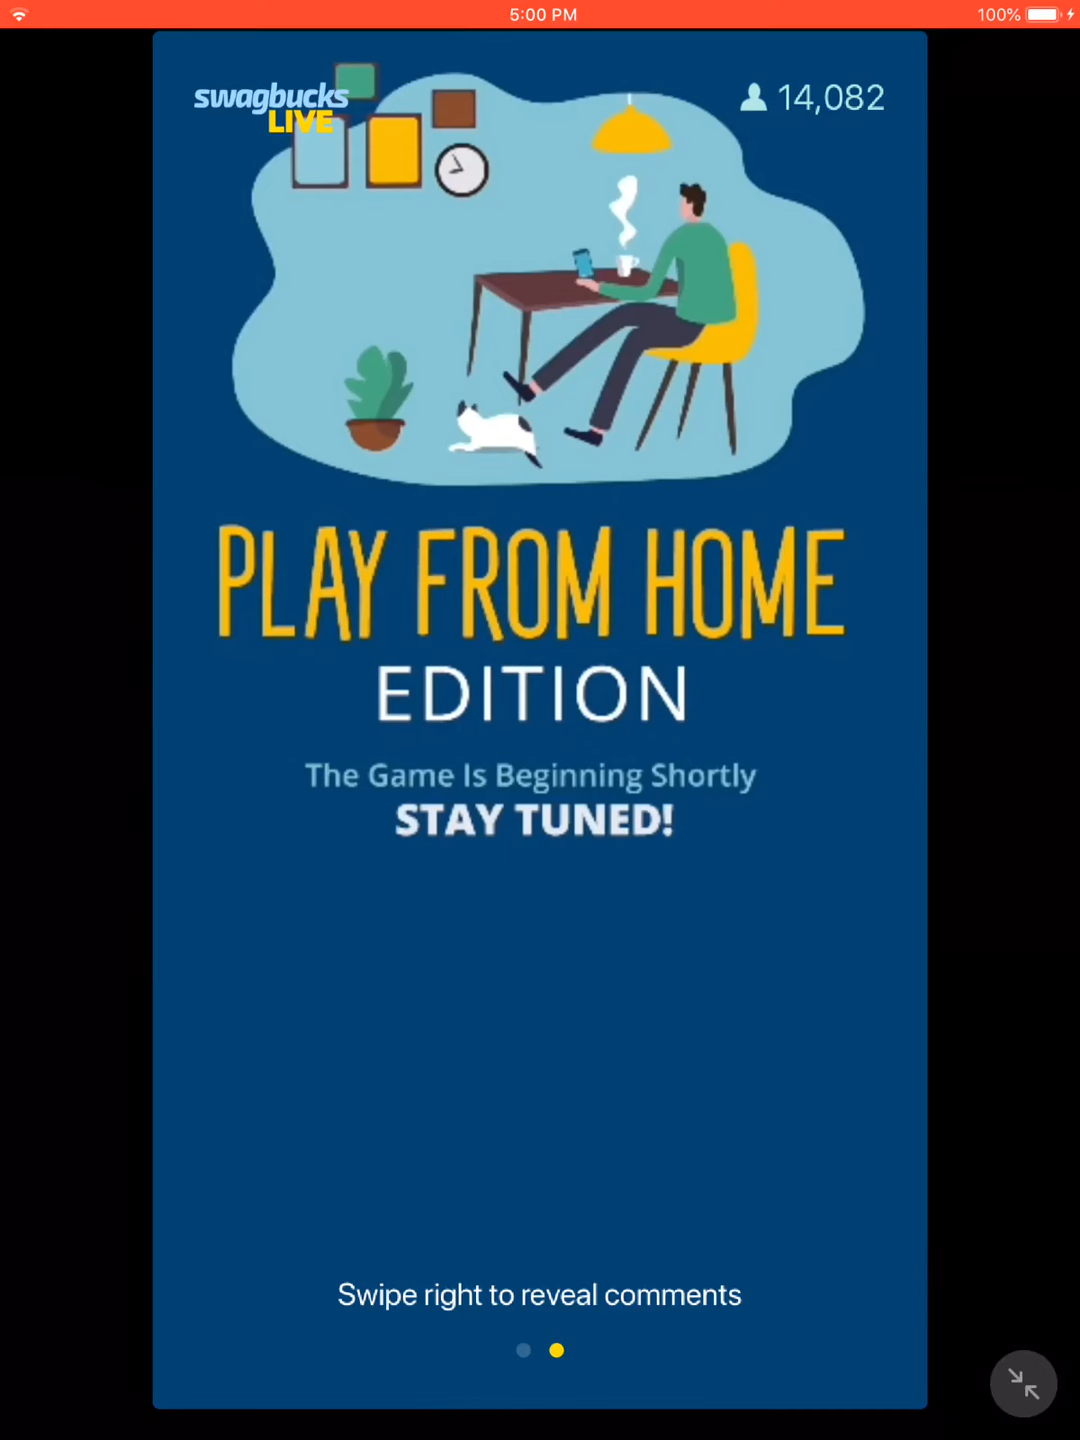 5:00 PM
100%
swagbucks
LIVE
14,082
PLAY FROM HOME
EDITION
The Game Is Beginning Shortly
STAY TUNED!
Swipe right to reveal comments